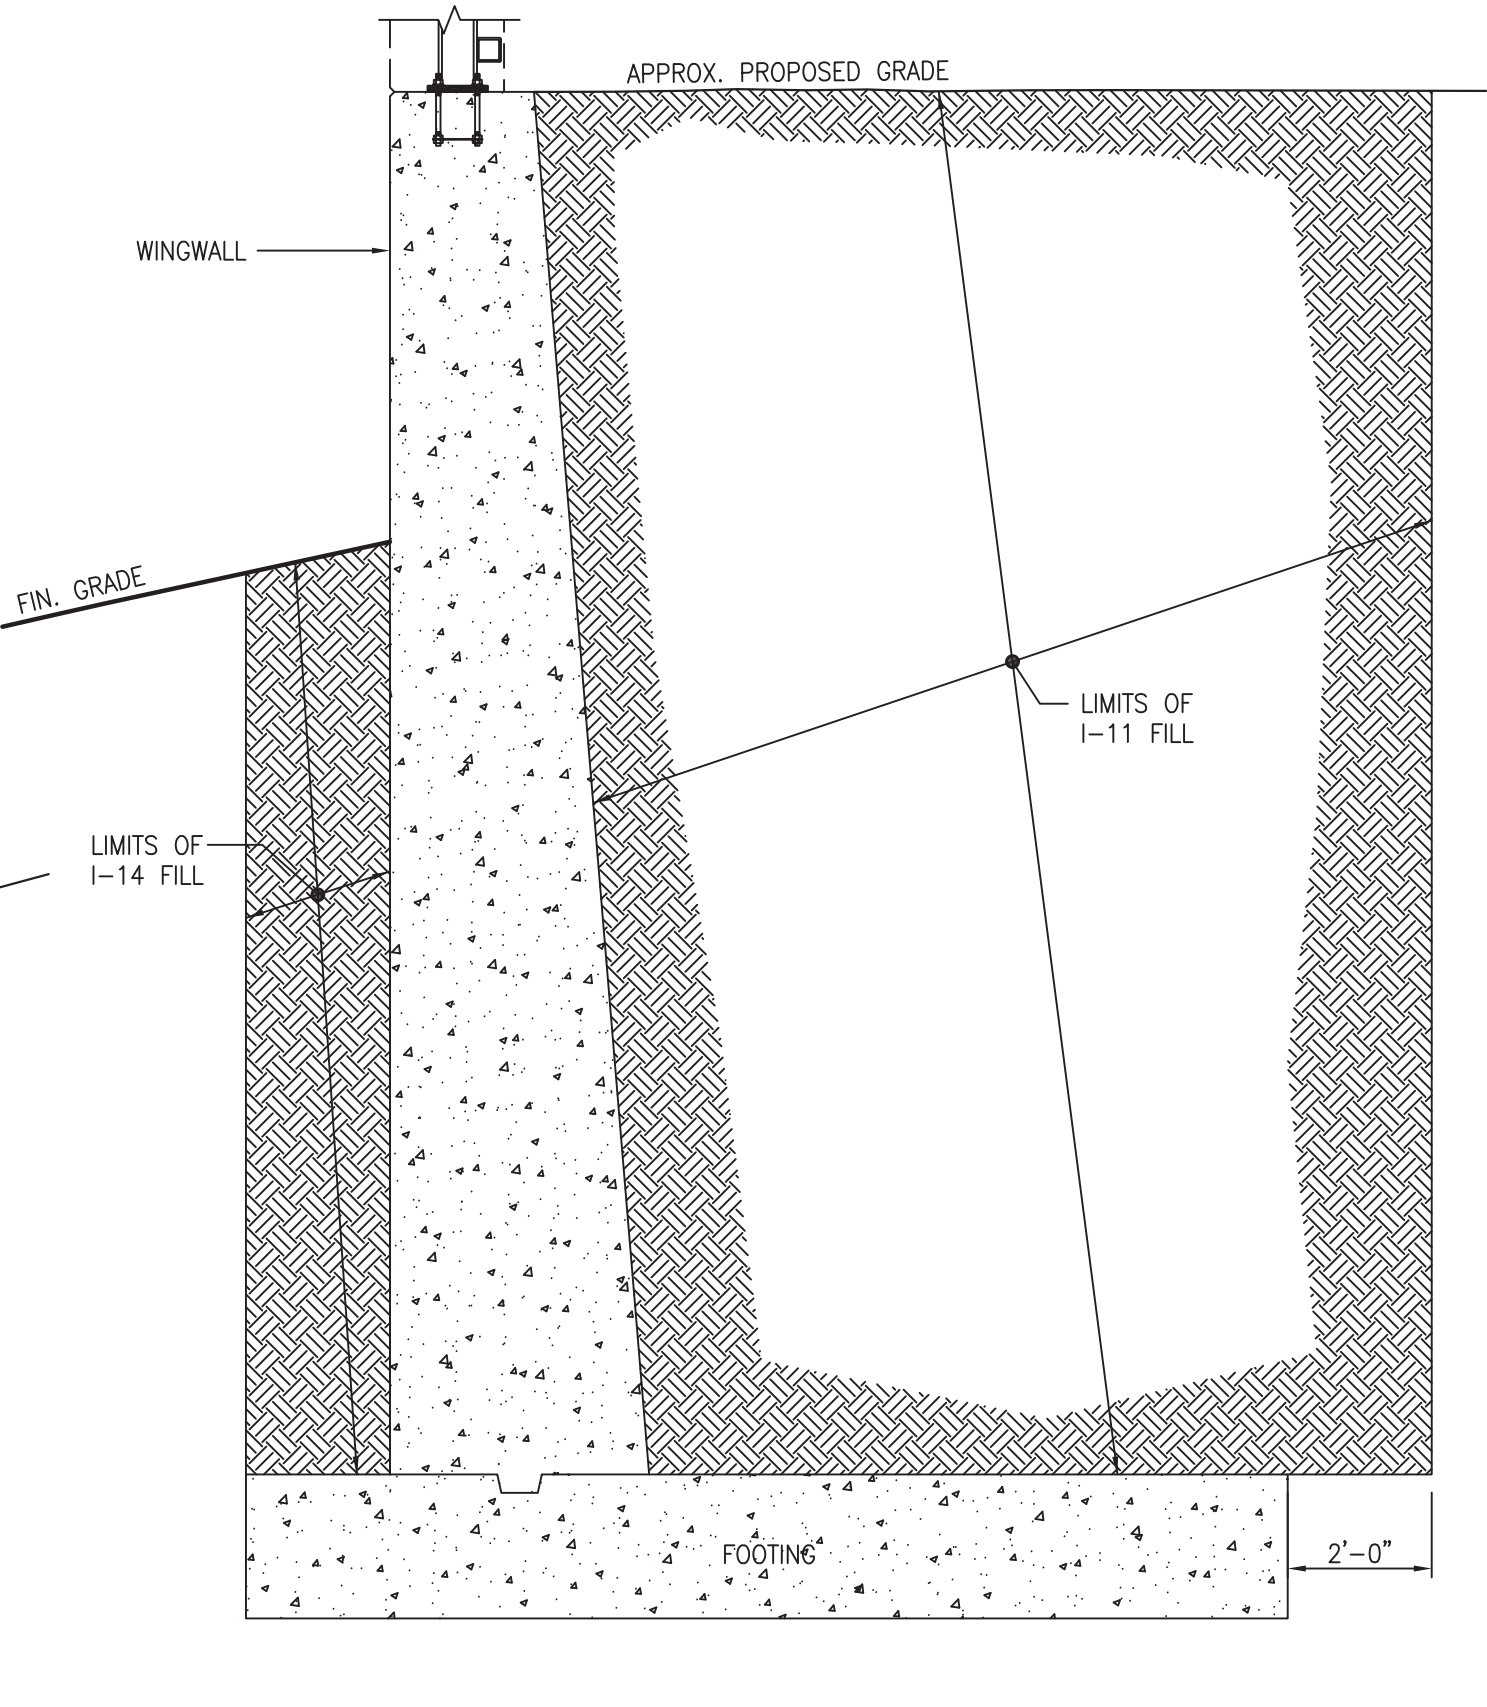 APPROX. PROPOSED GRADE
WINGWALL
FIN. GRADE
LIMITS OF
I-11 FILL
LIMITS OF
I-14 FILL
FOOTING
2'-0"